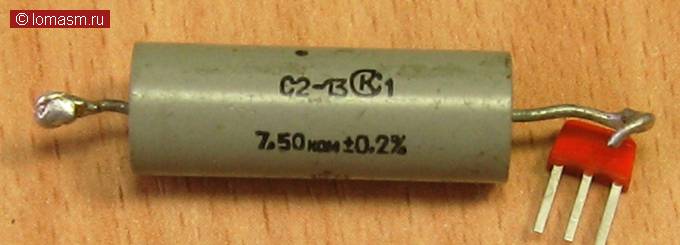 © lomasm.ru
С2-13 К 1
7.50 ком ±0.2%